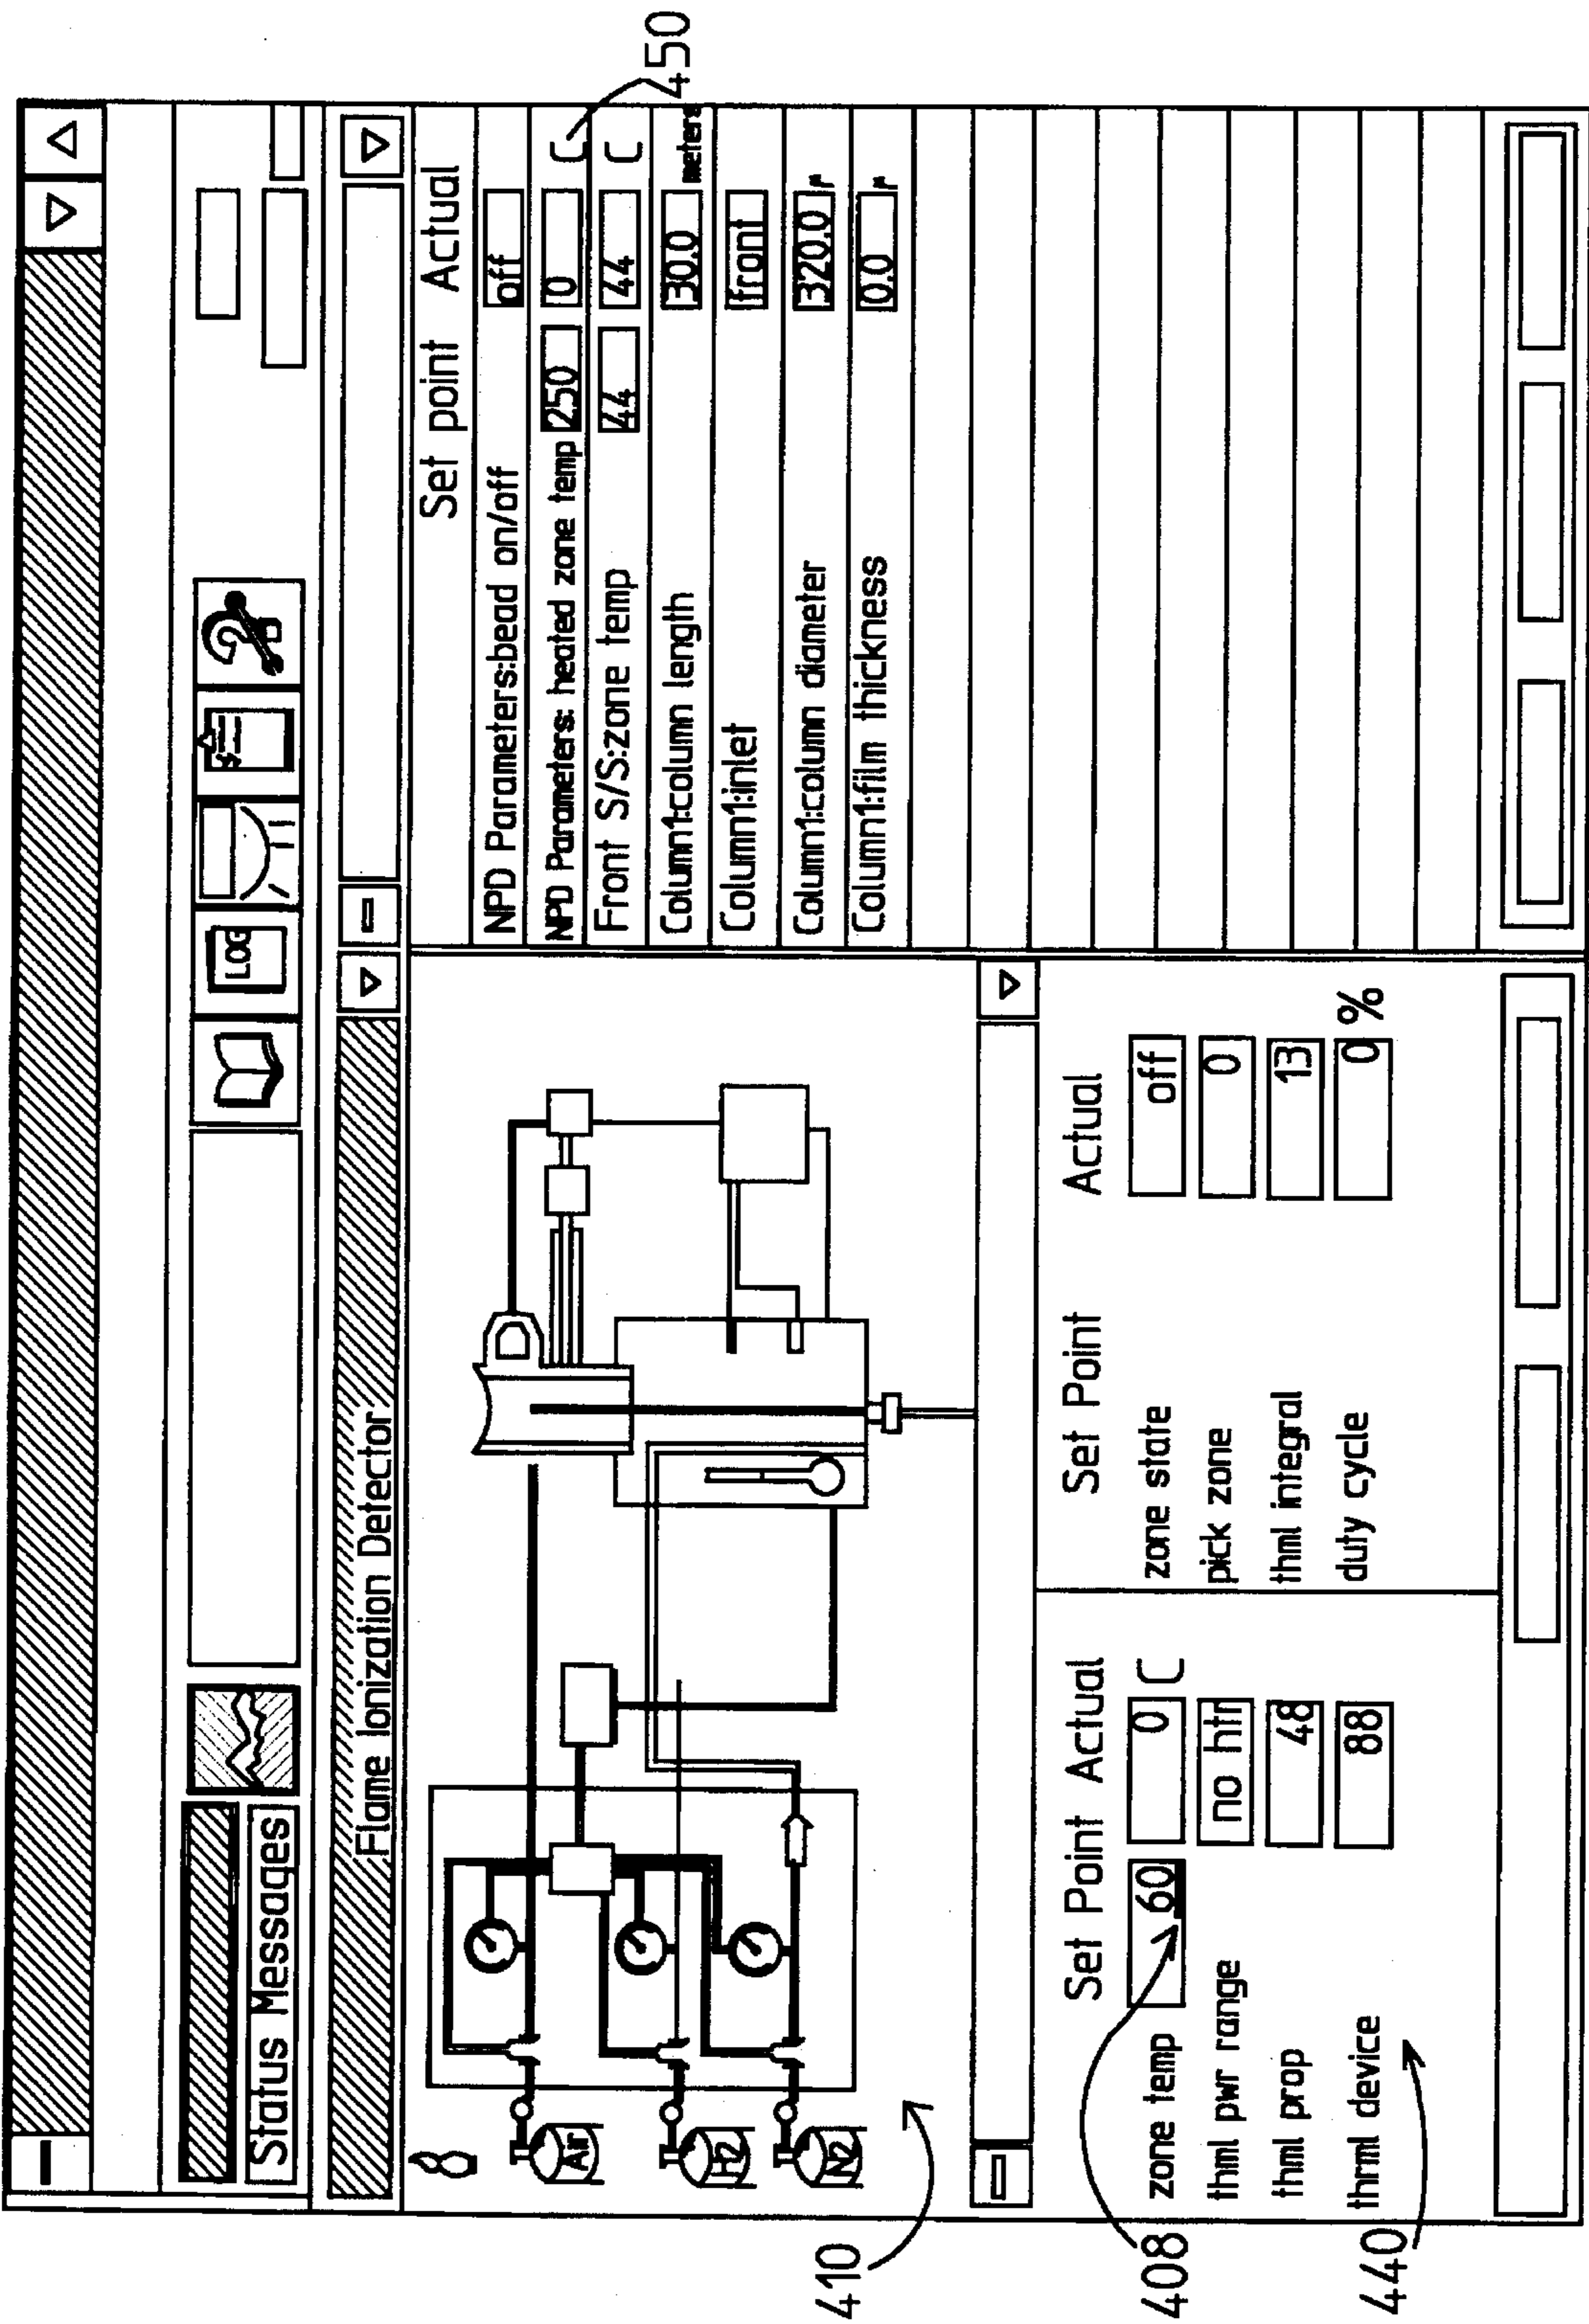 Status Messages
LOG
Flame Ionization Detector
Air
H2
N2
410
Set Point Actual
zone temp 60 0 C
thml pwr range no htr
thml prop 48
thrml device 88
408
440
Set Point Actual
zone state off
pick zone 0
thml integral 13
duty cycle 0 %
Set point Actual
NPD Parameters:bead on/off off
NPD Parameters: heated zone temp 250 0 C
Front S/S:zone temp 44 44 C
Column1:column length 30.0 meters
Column1:inlet front
Column1:column diameter 320.0 µ
Column1:film thickness 0.0 µ
450